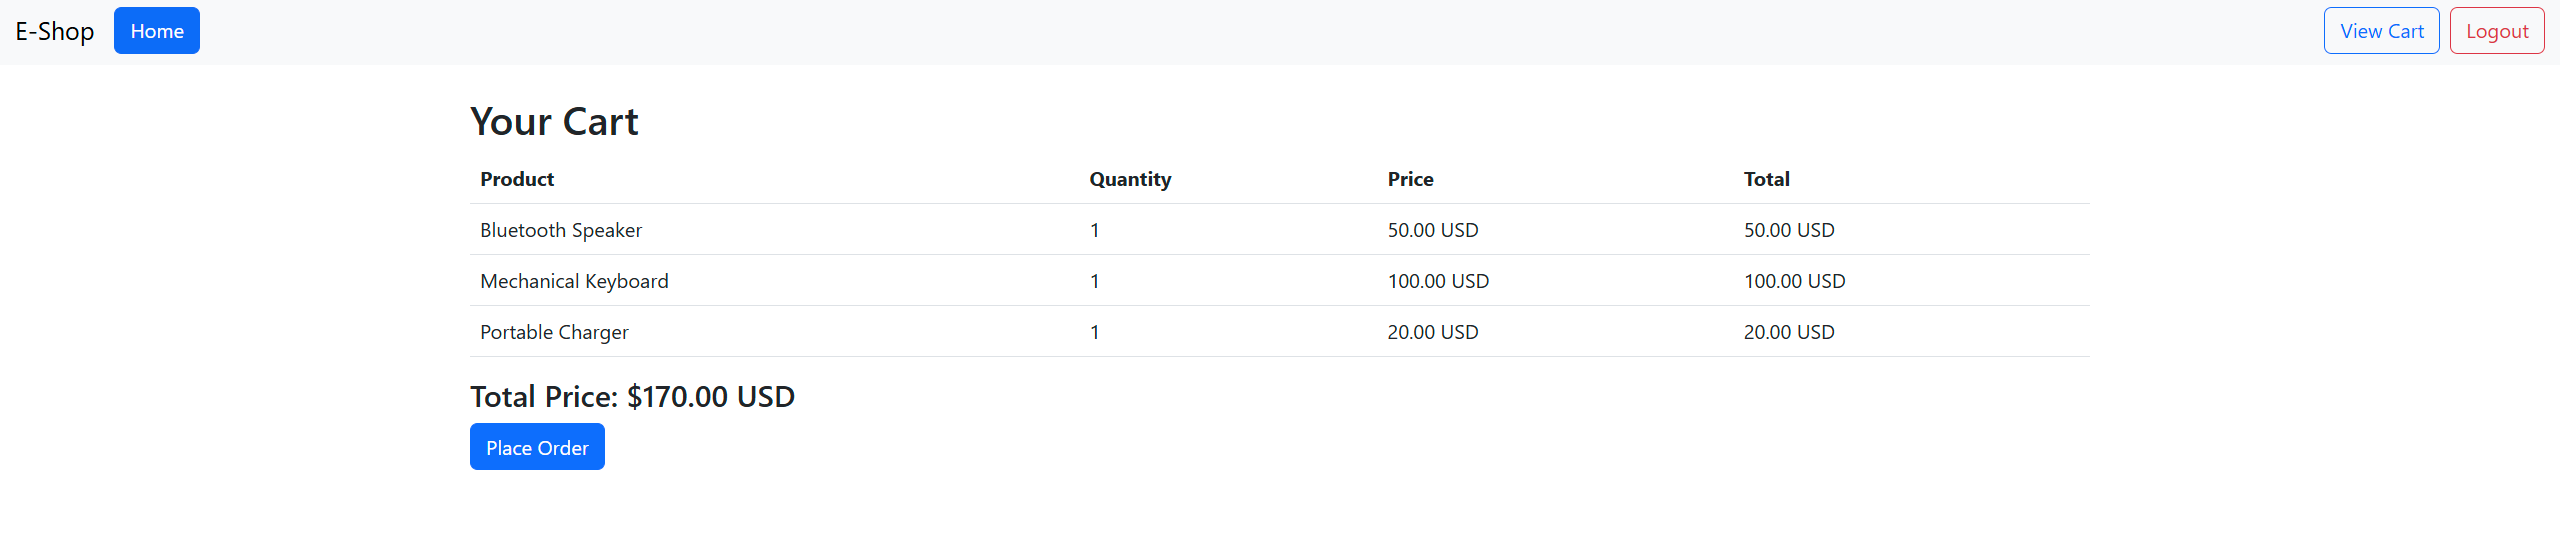 E-Shop Home View Cart Logout
Your Cart
Product Quantity Price Total
Bluetooth Speaker 1 50.00 USD 50.00 USD
Mechanical Keyboard 1 100.00 USD 100.00 USD
Portable Charger 1 20.00 USD 20.00 USD
Total Price: $170.00 USD
Place Order